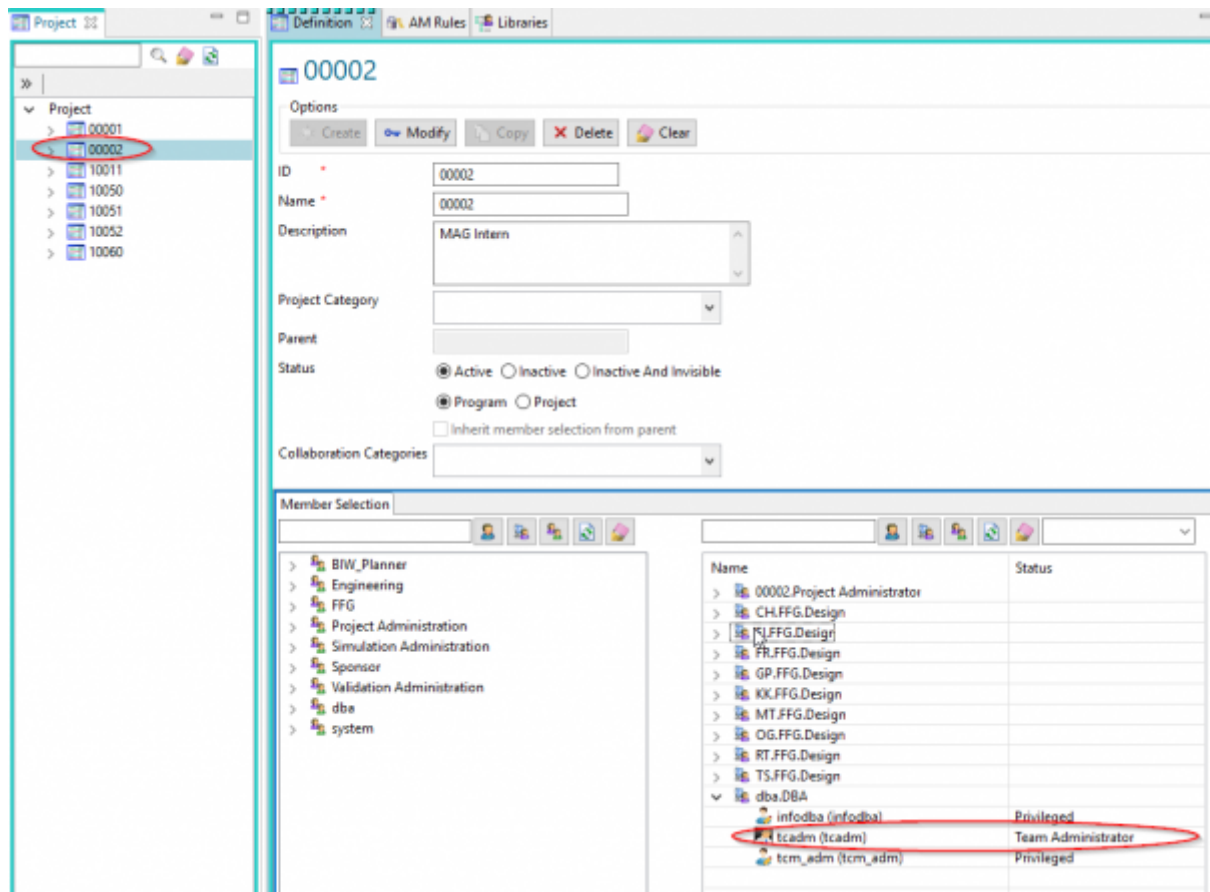 Project
Definition
AM Rules
Libraries
Project
00001
00002
10011
10050
10051
10052
10060
00002
Options
Create
Modify
Copy
Delete
Clear
ID *
00002
Name *
00002
Description
MAG Intern
Project Category
Parent
Status
Active
Inactive
Inactive And Invisible
Program
Project
Inherit member selection from parent
Collaboration Categories
Member Selection
BIW_Planner
Engineering
FFG
Project Administration
Simulation Administration
Sponsor
Validation Administration
dba
system
Name Status
00002.Project Administrator
CH.FFG.Design
FFG.Design
FR.FFG.Design
GP.FFG.Design
KK.FFG.Design
MT.FFG.Design
OG.FFG.Design
RT.FFG.Design
TS.FFG.Design
dba.DBA
infodba (infodba) Privileged
tcadm (tcadm) Team Administrator
tcm_adm (tcm_adm) Privileged